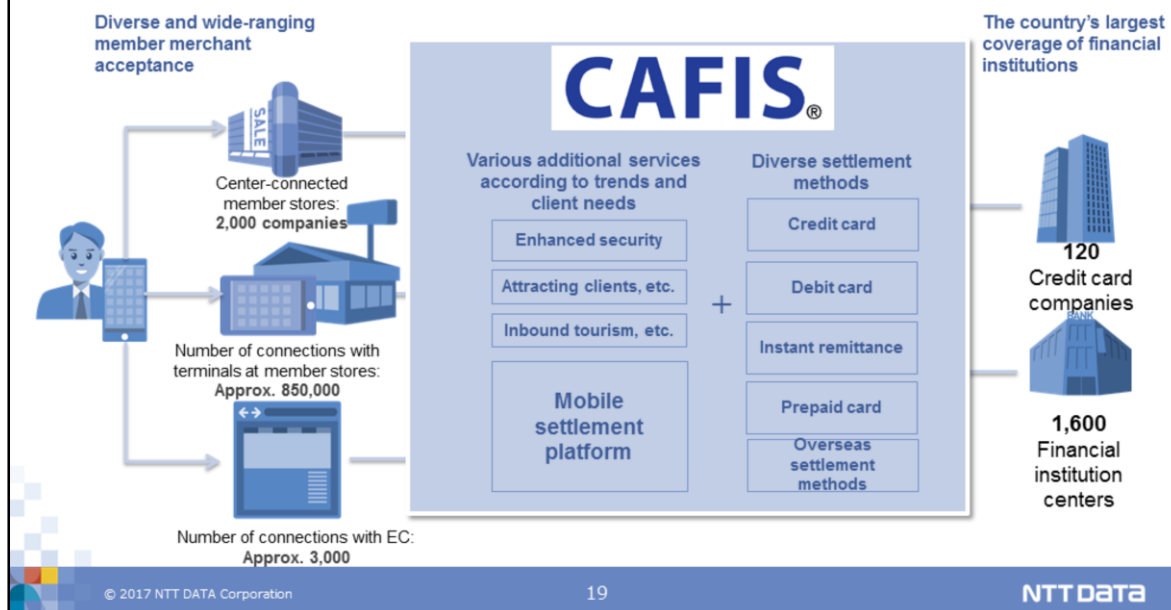 Diverse and wide-ranging
member merchant
acceptance
SALE
Center-connected
member stores:
2,000 companies
Number of connections with
terminals at member stores:
Approx. 850,000
Number of connections with EC:
Approx. 3,000
CAFIS®
Various additional services
according to trends and
client needs
Enhanced security
Attracting clients, etc.
Inbound tourism, etc.
Mobile
settlement
platform
+
Diverse settlement
methods
Credit card
Debit card
Instant remittance
Prepaid card
Overseas
settlement
methods
The country's largest
coverage of financial
institutions
120
Credit card
companies
BANK
1,600
Financial
institution
centers
© 2017 NTT DATA Corporation
19
NTT DATA